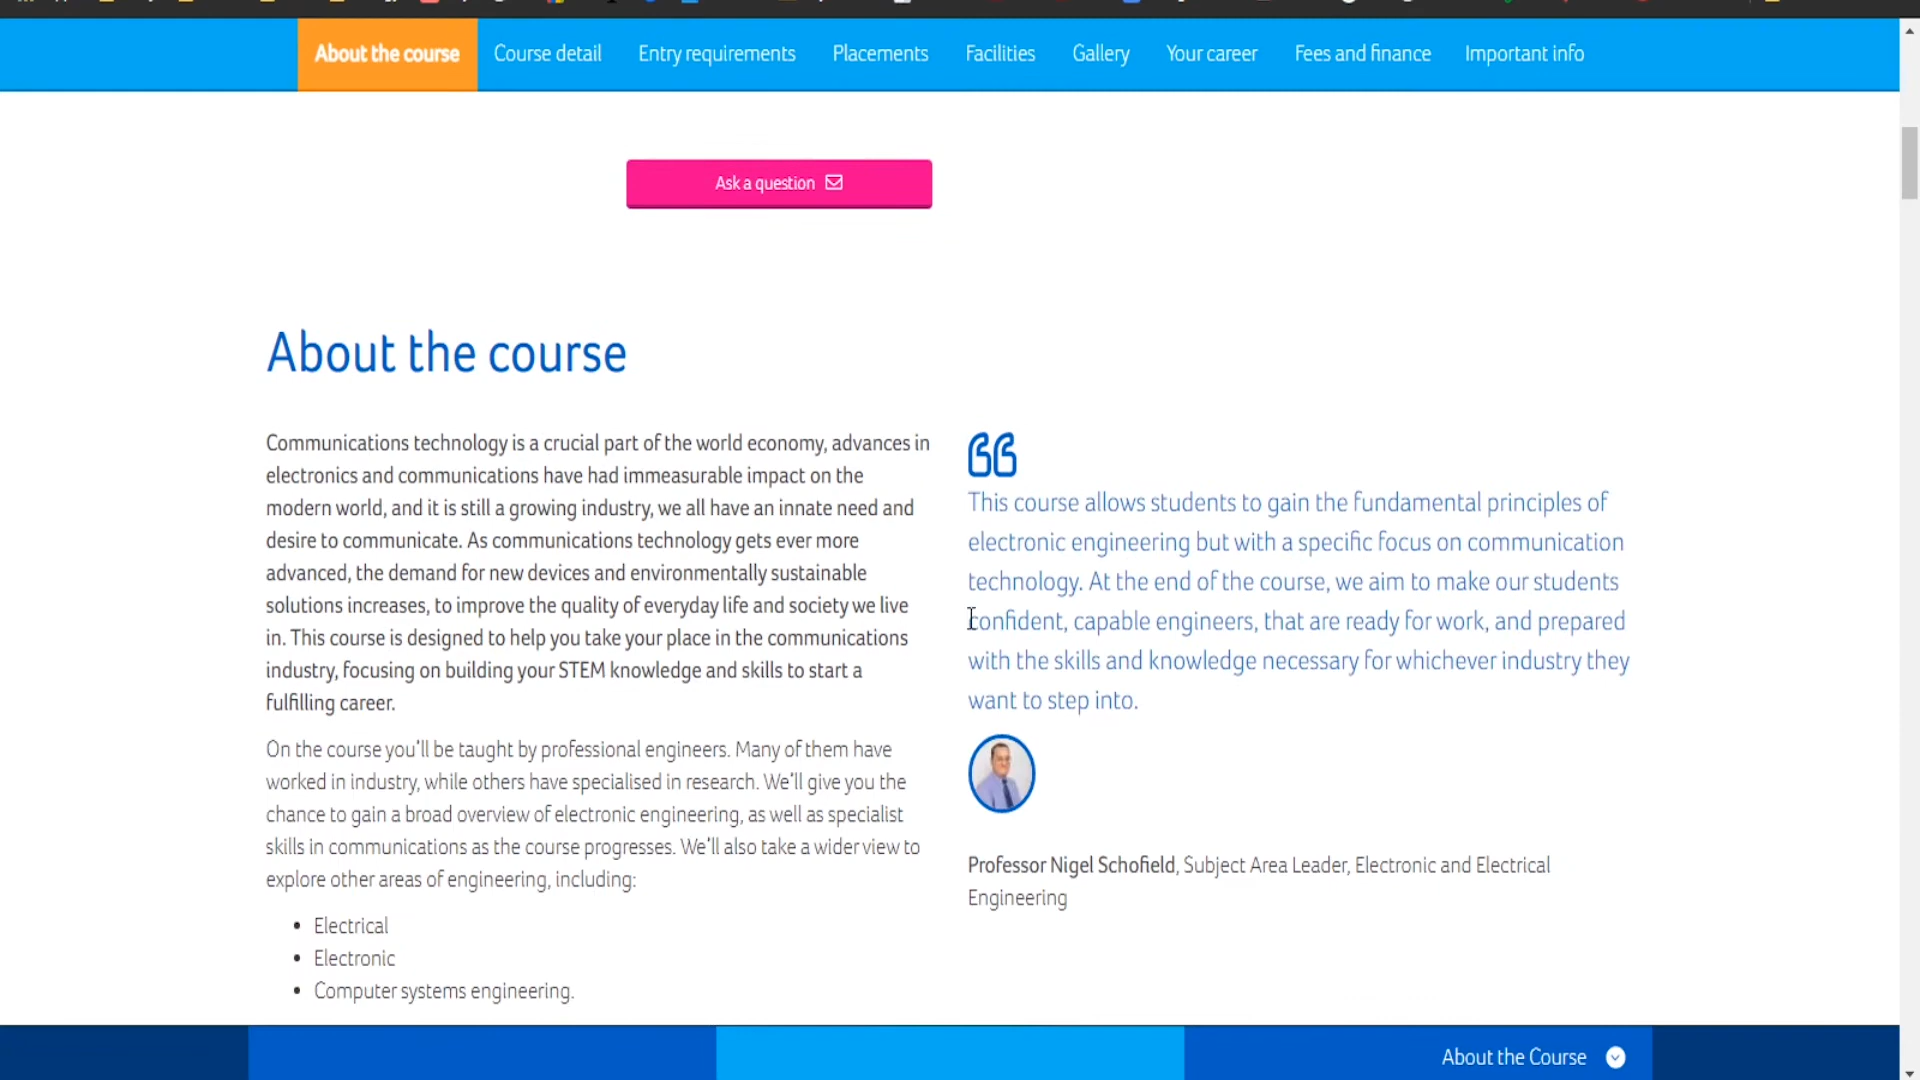 About the course
Course detail
Entry requirements
Placements
Facilities
Gallery
Your career
Fees and finance
Important info
Ask a question
About the course
Communications technology is a crucial part of the world economy, advances in
electronics and communications have had immeasurable impact on the
modern world, and it is still a growing industry, we all have an innate need and
desire to communicate. As communications technology gets ever more
advanced, the demand for new devices and environmentally sustainable
solutions increases, to improve the quality of everyday life and society we live
in. This course is designed to help you take your place in the communications
industry, focusing on building your STEM knowledge and skills to start a
fulfilling career.
On the course you'll be taught by professional engineers. Many of them have
worked in industry, while others have specialised in research. We'll give you the
chance to gain a broad overview of electronic engineering, as well as specialist
skills in communications as the course progresses. We'll also take a wider view to
explore other areas of engineering, including:
• Electrical
• Electronic
• Computer systems engineering.
This course allows students to gain the fundamental principles of
electronic engineering but with a specific focus on communication
technology. At the end of the course, we aim to make our students
confident, capable engineers, that are ready for work, and prepared
with the skills and knowledge necessary for whichever industry they
want to step into.
Professor Nigel Schofield, Subject Area Leader, Electronic and Electrical
Engineering
About the Course